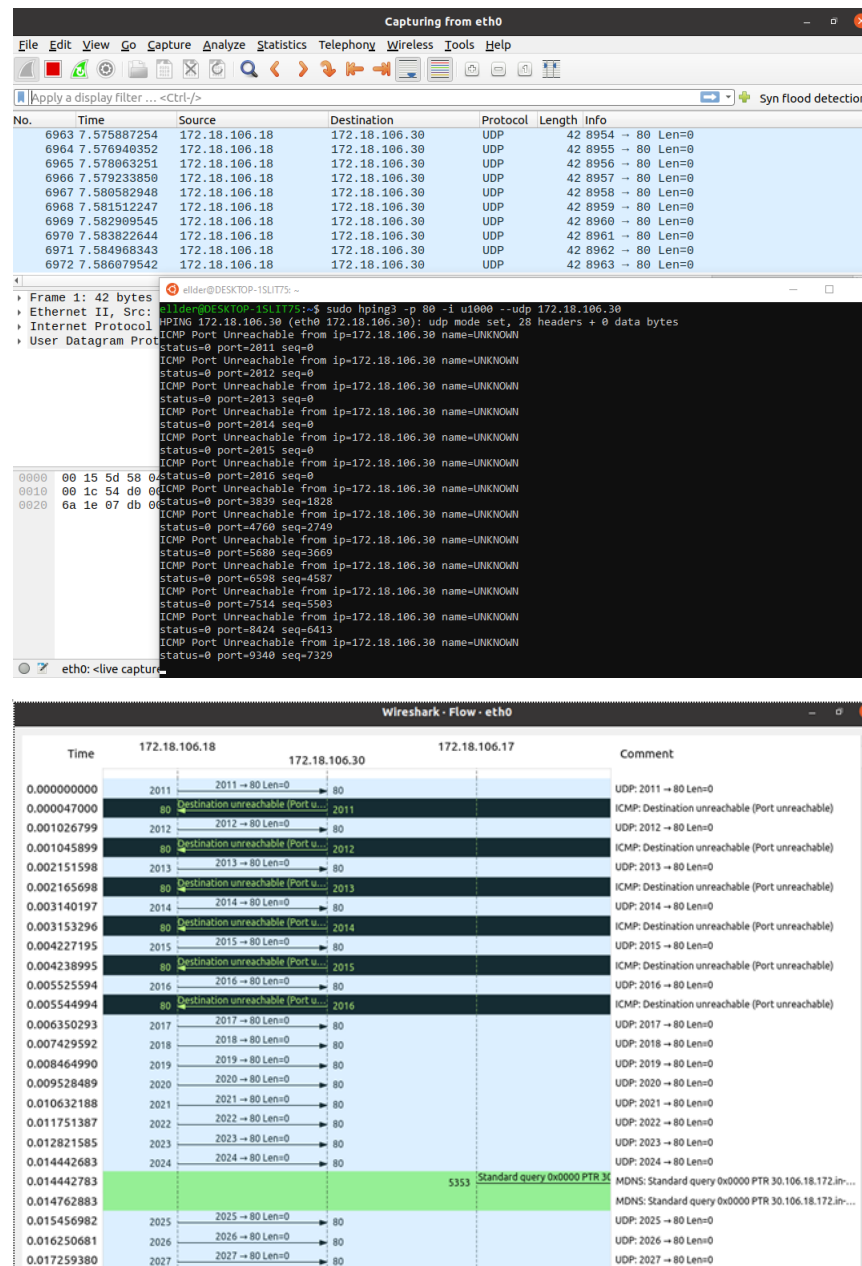 Capturing from eth0
File Edit View Go Capture Analyze Statistics Telephony Wireless Tools Help
Apply a display filter … <Ctrl-/>
Syn flood detection
No. Time Source Destination Protocol Length Info
6963 7.575887254 172.18.106.18 172.18.106.30 UDP 42 8954 → 80 Len=0
6964 7.576940352 172.18.106.18 172.18.106.30 UDP 42 8955 → 80 Len=0
6965 7.578063251 172.18.106.18 172.18.106.30 UDP 42 8956 → 80 Len=0
6966 7.579233850 172.18.106.18 172.18.106.30 UDP 42 8957 → 80 Len=0
6967 7.580582948 172.18.106.18 172.18.106.30 UDP 42 8958 → 80 Len=0
6968 7.581512247 172.18.106.18 172.18.106.30 UDP 42 8959 → 80 Len=0
6969 7.582909545 172.18.106.18 172.18.106.30 UDP 42 8960 → 80 Len=0
6970 7.583822644 172.18.106.18 172.18.106.30 UDP 42 8961 → 80 Len=0
6971 7.584968343 172.18.106.18 172.18.106.30 UDP 42 8962 → 80 Len=0
6972 7.586079542 172.18.106.18 172.18.106.30 UDP 42 8963 → 80 Len=0
Frame 1: 42 bytes
Ethernet II, Src:
Internet Protocol
User Datagram Prot
0000 00 15 5d 58 04
0010 00 1c 54 d0 00
0020 6a 1e 07 db 00
eth0: <live capture
ellder@DESKTOP-1SLIT75: ~
ellder@DESKTOP-1SLIT75:~$ sudo hping3 -p 80 -i u1000 --udp 172.18.106.30
HPING 172.18.106.30 (eth0 172.18.106.30): udp mode set, 28 headers + 0 data bytes
ICMP Port Unreachable from ip=172.18.106.30 name=UNKNOWN
status=0 port=2011 seq=0
ICMP Port Unreachable from ip=172.18.106.30 name=UNKNOWN
status=0 port=2012 seq=0
ICMP Port Unreachable from ip=172.18.106.30 name=UNKNOWN
status=0 port=2013 seq=0
ICMP Port Unreachable from ip=172.18.106.30 name=UNKNOWN
status=0 port=2014 seq=0
ICMP Port Unreachable from ip=172.18.106.30 name=UNKNOWN
status=0 port=2015 seq=0
ICMP Port Unreachable from ip=172.18.106.30 name=UNKNOWN
status=0 port=2016 seq=0
ICMP Port Unreachable from ip=172.18.106.30 name=UNKNOWN
status=0 port=3839 seq=1828
ICMP Port Unreachable from ip=172.18.106.30 name=UNKNOWN
status=0 port=4760 seq=2749
ICMP Port Unreachable from ip=172.18.106.30 name=UNKNOWN
status=0 port=5680 seq=3669
ICMP Port Unreachable from ip=172.18.106.30 name=UNKNOWN
status=0 port=6598 seq=4587
ICMP Port Unreachable from ip=172.18.106.30 name=UNKNOWN
status=0 port=7514 seq=5503
ICMP Port Unreachable from ip=172.18.106.30 name=UNKNOWN
status=0 port=8424 seq=6413
ICMP Port Unreachable from ip=172.18.106.30 name=UNKNOWN
status=0 port=9340 seq=7329
Wireshark · Flow · eth0
Time 172.18.106.18 172.18.106.30 172.18.106.17 Comment
0.000000000 2011 2011 → 80 Len=0 80 UDP: 2011 → 80 Len=0
0.000047000 80 Destination unreachable (Port u… 2011 ICMP: Destination unreachable (Port unreachable)
0.001026799 2012 2012 → 80 Len=0 80 UDP: 2012 → 80 Len=0
0.001045899 80 Destination unreachable (Port u… 2012 ICMP: Destination unreachable (Port unreachable)
0.002151598 2013 2013 → 80 Len=0 80 UDP: 2013 → 80 Len=0
0.002165698 80 Destination unreachable (Port u… 2013 ICMP: Destination unreachable (Port unreachable)
0.003140197 2014 2014 → 80 Len=0 80 UDP: 2014 → 80 Len=0
0.003153296 80 Destination unreachable (Port u… 2014 ICMP: Destination unreachable (Port unreachable)
0.004227195 2015 2015 → 80 Len=0 80 UDP: 2015 → 80 Len=0
0.004238995 80 Destination unreachable (Port u… 2015 ICMP: Destination unreachable (Port unreachable)
0.005525594 2016 2016 → 80 Len=0 80 UDP: 2016 → 80 Len=0
0.005544994 80 Destination unreachable (Port u… 2016 ICMP: Destination unreachable (Port unreachable)
0.006350293 2017 2017 → 80 Len=0 80 UDP: 2017 → 80 Len=0
0.007429592 2018 2018 → 80 Len=0 80 UDP: 2018 → 80 Len=0
0.008464990 2019 2019 → 80 Len=0 80 UDP: 2019 → 80 Len=0
0.009528489 2020 2020 → 80 Len=0 80 UDP: 2020 → 80 Len=0
0.010632188 2021 2021 → 80 Len=0 80 UDP: 2021 → 80 Len=0
0.011751387 2022 2022 → 80 Len=0 80 UDP: 2022 → 80 Len=0
0.012821585 2023 2023 → 80 Len=0 80 UDP: 2023 → 80 Len=0
0.014442683 2024 2024 → 80 Len=0 80 UDP: 2024 → 80 Len=0
0.014442783 5353 Standard query 0x0000 PTR 30 MDNS: Standard query 0x0000 PTR 30.106.18.172.in-…
0.014762883 MDNS: Standard query 0x0000 PTR 30.106.18.172.in-…
0.015456982 2025 2025 → 80 Len=0 80 UDP: 2025 → 80 Len=0
0.016250681 2026 2026 → 80 Len=0 80 UDP: 2026 → 80 Len=0
0.017259380 2027 2027 → 80 Len=0 80 UDP: 2027 → 80 Len=0